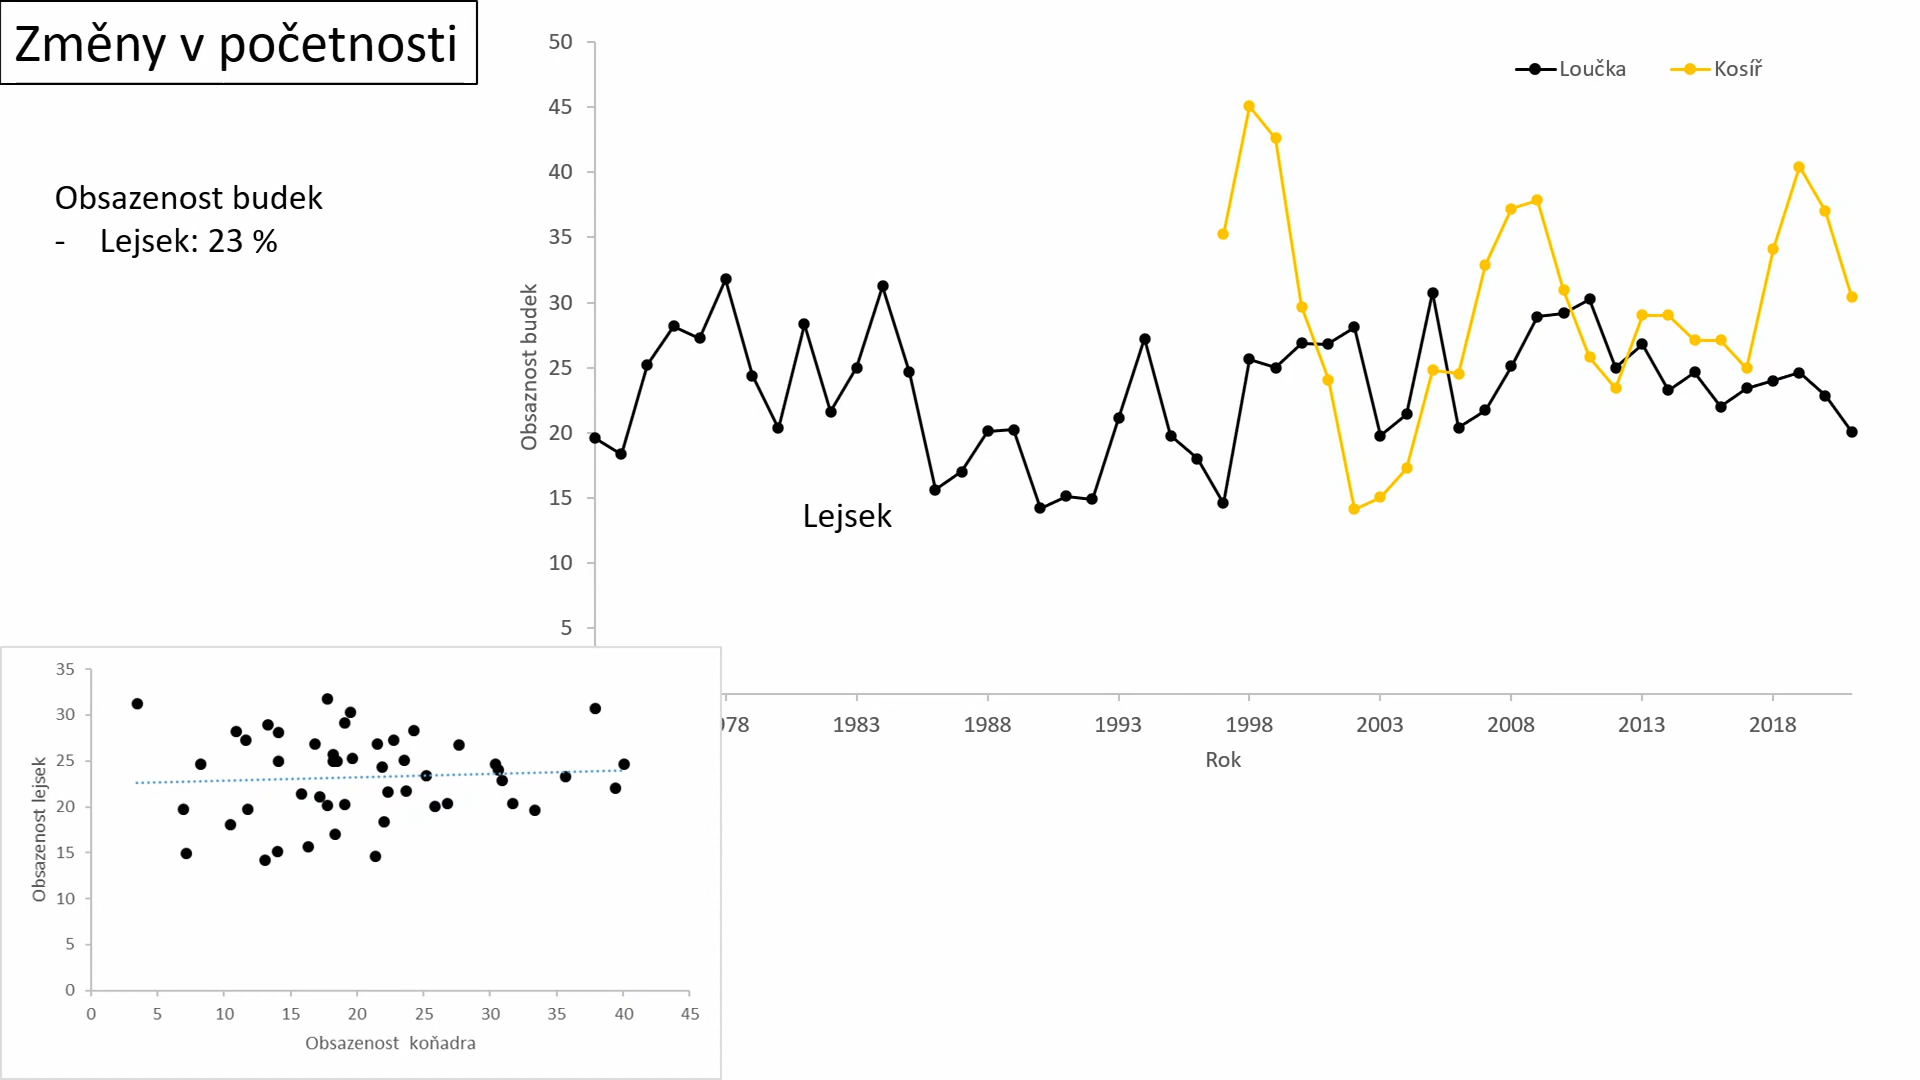 Změny v početnosti
Obsazenost budek
- Lejsek: 23 %
Loučka
Kosíř
50
45
40
35
30
25
20
15
10
5
Obsaznost budek
Lejsek
978 1983 1988 1993 1998 2003 2008 2013 2018
Rok
35
30
25
20
15
10
5
0
Obsazenost lejsek
0 5 10 15 20 25 30 35 40 45
Obsazenost koňadra